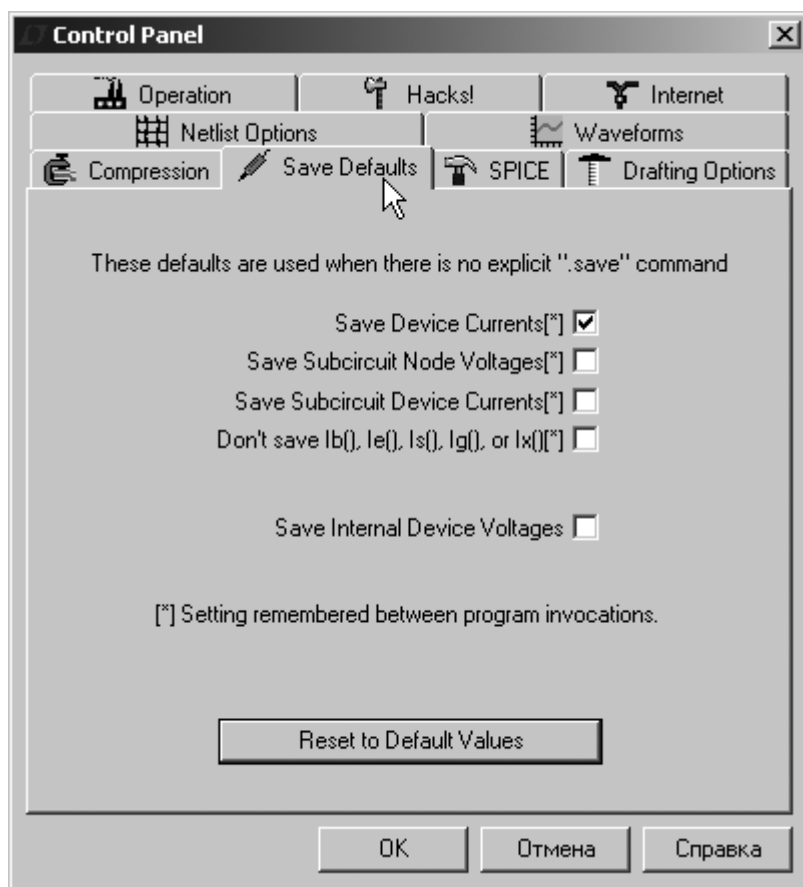 Control Panel
Operation
Hacks!
Internet
Netlist Options
Waveforms
Compression
Save Defaults
SPICE
Drafting Options
These defaults are used when there is no explicit ".save" command
Save Device Currents[*]
Save Subcircuit Node Voltages[*]
Save Subcircuit Device Currents[*]
Don't save Ib(), Ie(), Is(), Ig(), or Ix()[*]
Save Internal Device Voltages
[*] Setting remembered between program invocations.
Reset to Default Values
OK
Отмена
Справка